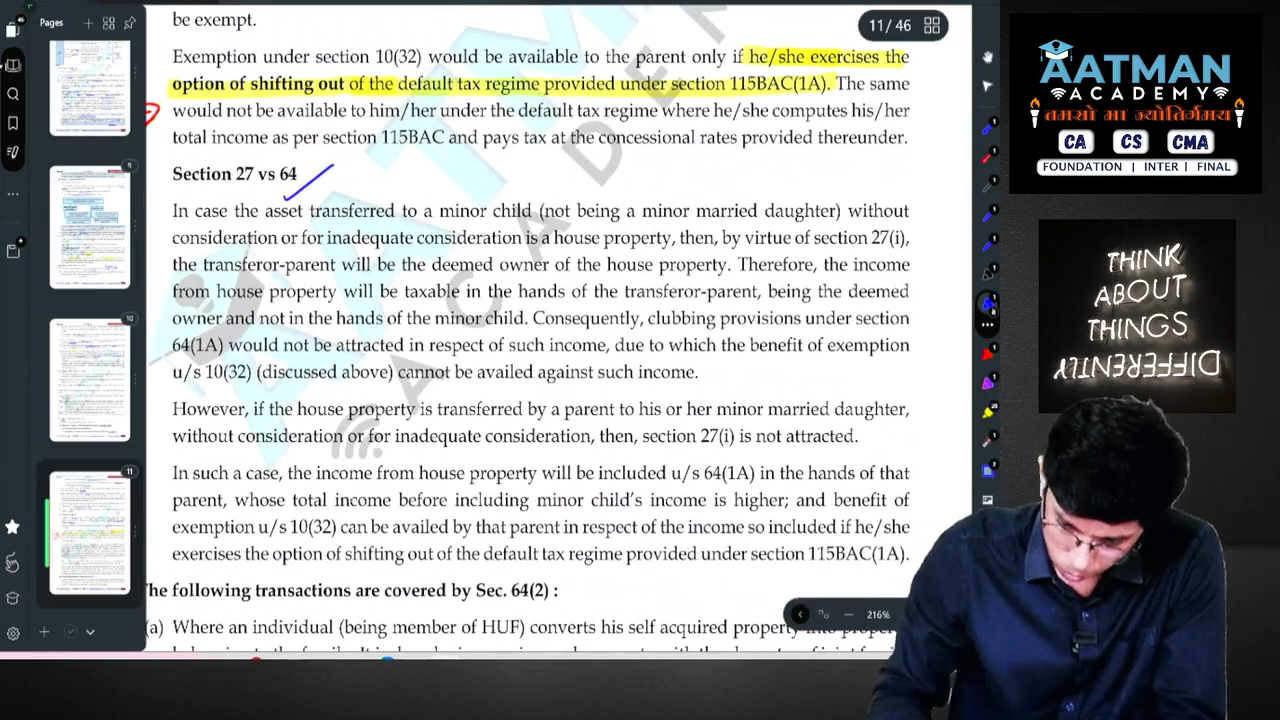 Pages
11 / 46
be exempt.
Exemption under sec. 10(32) would be available to the parent only if he/she exercises the
option of shifting out of the default tax regime provided under section 115BAC(1A). The same
would not be available under the default tax regime where he/she computes his/her
total income as per section 115BAC and pays tax at the concessional rates provided thereunder.
Section 27 vs 64
In case an asset transferred to a minor child (not being a minor married daughter) without
consideration or for inadequate consideration is house property, then, by virtue of section 27(i),
the transferor-parent will be the deemed owner of the house property. Therefore, the income
from house property will be taxable in the hands of the transferor-parent, being the deemed
owner and not in the hands of the minor child. Consequently, clubbing provisions under section
64(1A) would not be attracted in respect of such income, due to which the benefit of exemption
u/s 10(32) (discussed above) cannot be availed against such income.
However, if the house property is transferred by a parent to his or her minor married daughter,
without consideration or for inadequate consideration, then, section 27(i) is not attracted.
In such a case, the income from house property will be included u/s 64(1A) in the hands of that
parent, whose total income before including minor child's income is higher; and benefit of
exemption u/s 10(32) can be availed by that parent in respect of the income so included if he/she
exercises the option of shifting out of the default tax regime provided under section 115BAC(1A).
The following transactions are covered by Sec. 64(2) :
(a) Where an individual (being member of HUF) converts his self acquired property into property
216%
9
10
11
AATMAN
ACADEMY
तमसो मा ज्योतिर्गमय
CA CS CMA
FOUNDATION | INTER | FINAL
THINK
ABOUT
THINGS
DIFFERENTLY